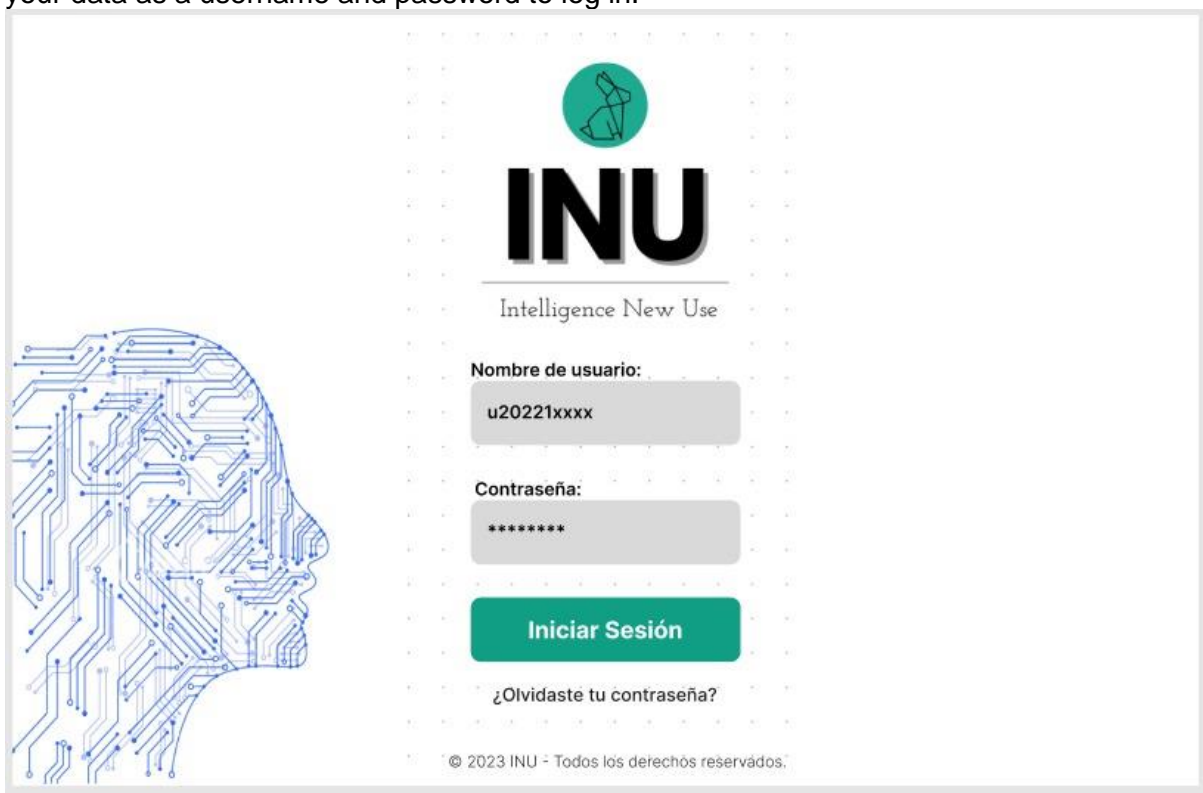 your data as a username and password to log in.
INU
Intelligence New Use
Nombre de usuario:
u20221xxxx
Contraseña:
********
Iniciar Sesión
¿Olvidaste tu contraseña?
© 2023 INU - Todos los derechos reservados.